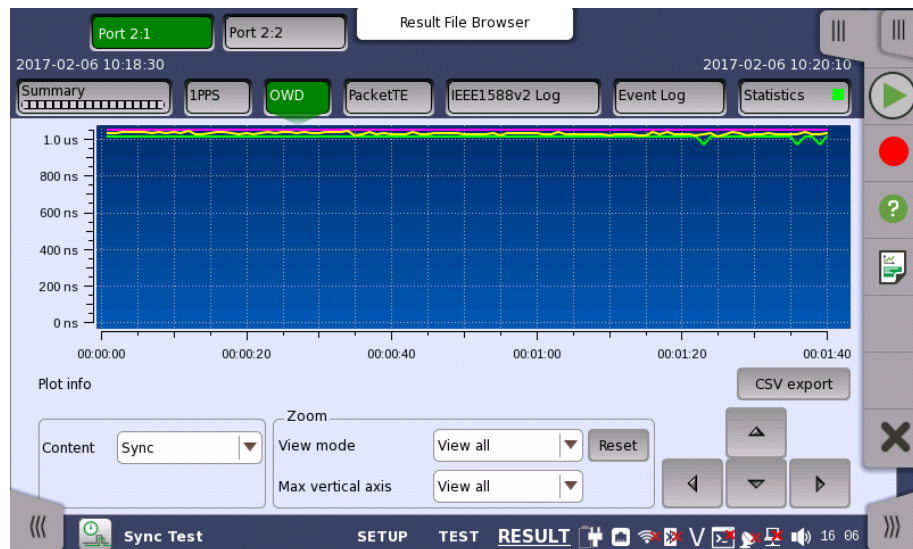 Result File Browser
Port 2:1
Port 2:2
2017-02-06 10:18:30
2017-02-06 10:20:10
Summary
1PPS
OWD
PacketTE
IEEE1588v2 Log
Event Log
Statistics
1.0 us
800 ns
600 ns
400 ns
200 ns
0 ns
00:00:00
00:00:20
00:00:40
00:01:00
00:01:20
00:01:40
Plot info
CSV export
Zoom
Content
Sync
View mode
View all
Reset
Max vertical axis
View all
Sync Test
SETUP
TEST
RESULT
V
16 06